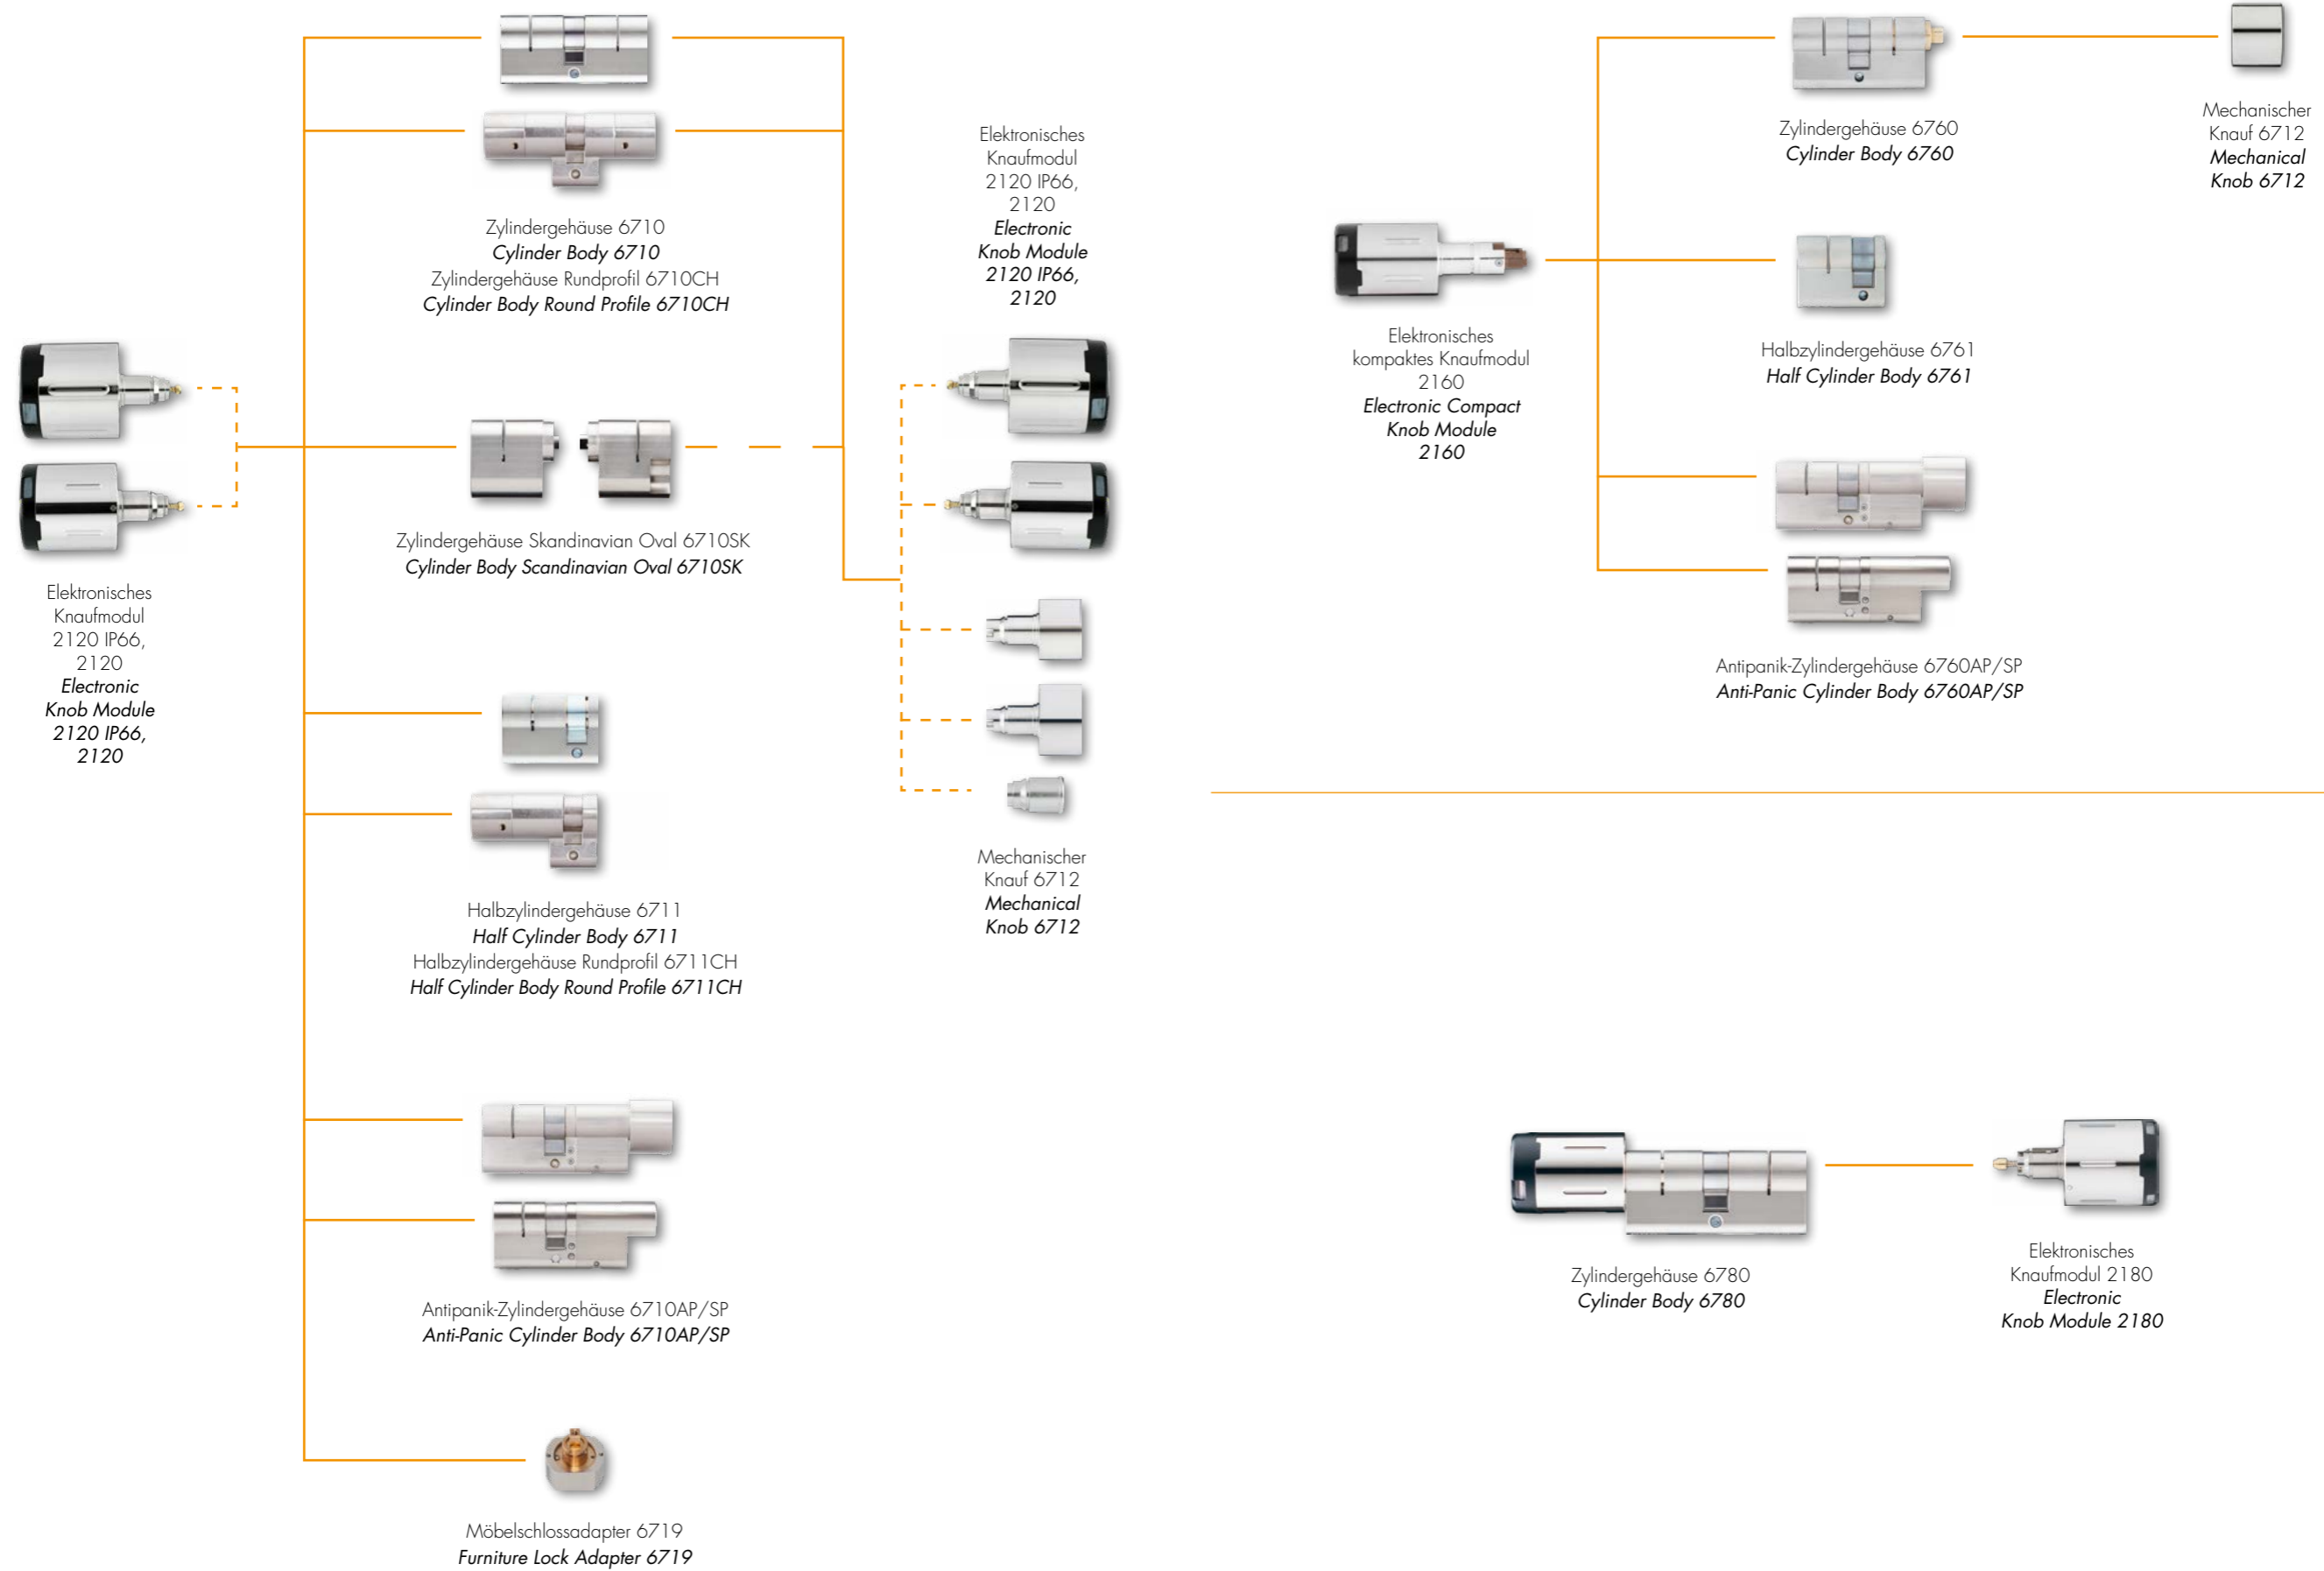 Zylindergehäuse 6710
Cylinder Body 6710
Zylindergehäuse Rundprofil 6710CH
Cylinder Body Round Profile 6710CH
Elektronisches
Knaufmodul
2120 IP66,
2120
Electronic
Knob Module
2120 IP66,
2120
Zylindergehäuse Skandinavian Oval 6710SK
Cylinder Body Scandinavian Oval 6710SK
Elektronisches
Knaufmodul
2120 IP66,
2120
Electronic
Knob Module
2120 IP66,
2120
Halbzylindergehäuse 6711
Half Cylinder Body 6711
Halbzylindergehäuse Rundprofil 6711CH
Half Cylinder Body Round Profile 6711CH
Mechanischer
Knauf 6712
Mechanical
Knob 6712
Antipanik-Zylindergehäuse 6710AP/SP
Anti-Panic Cylinder Body 6710AP/SP
Möbelschlossadapter 6719
Furniture Lock Adapter 6719
Zylindergehäuse 6760
Cylinder Body 6760
Mechanischer
Knauf 6712
Mechanical
Knob 6712
Elektronisches
kompaktes Knaufmodul
2160
Electronic Compact
Knob Module
2160
Halbzylindergehäuse 6761
Half Cylinder Body 6761
Antipanik-Zylindergehäuse 6760AP/SP
Anti-Panic Cylinder Body 6760AP/SP
Zylindergehäuse 6780
Cylinder Body 6780
Elektronisches
Knaufmodul 2180
Electronic
Knob Module 2180